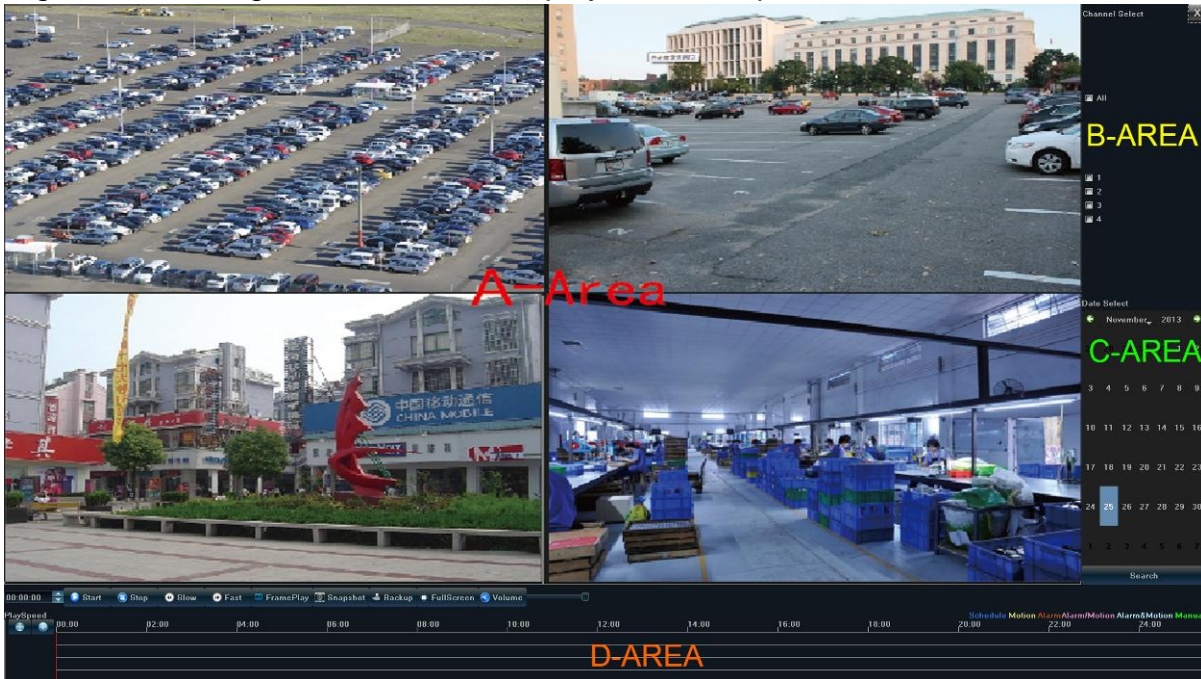 Channel Select X
All
B-AREA
1
2
3
4
A-Area
中国移动通信
CHINA MOBILE
Date Select
November 2013
C-AREA
3 4 5 6 7 8 9
10 11 12 13 14 15 16
17 18 19 20 21 22 23
24 25 26 27 28 29 30
1 2 3 4 5 6 7
Search
00:00:00 Start Stop Slow Fast FramePlay Snapshot Backup FullScreen Volume
PlaySpeed
Schedule Motion Alarm Alarm/Motion Alarm&Motion Manua
00:00 02:00 04:00 06:00 08:00 10:00 12:00 14:00 16:00 18:00 20:00 22:00 24:00
D-AREA